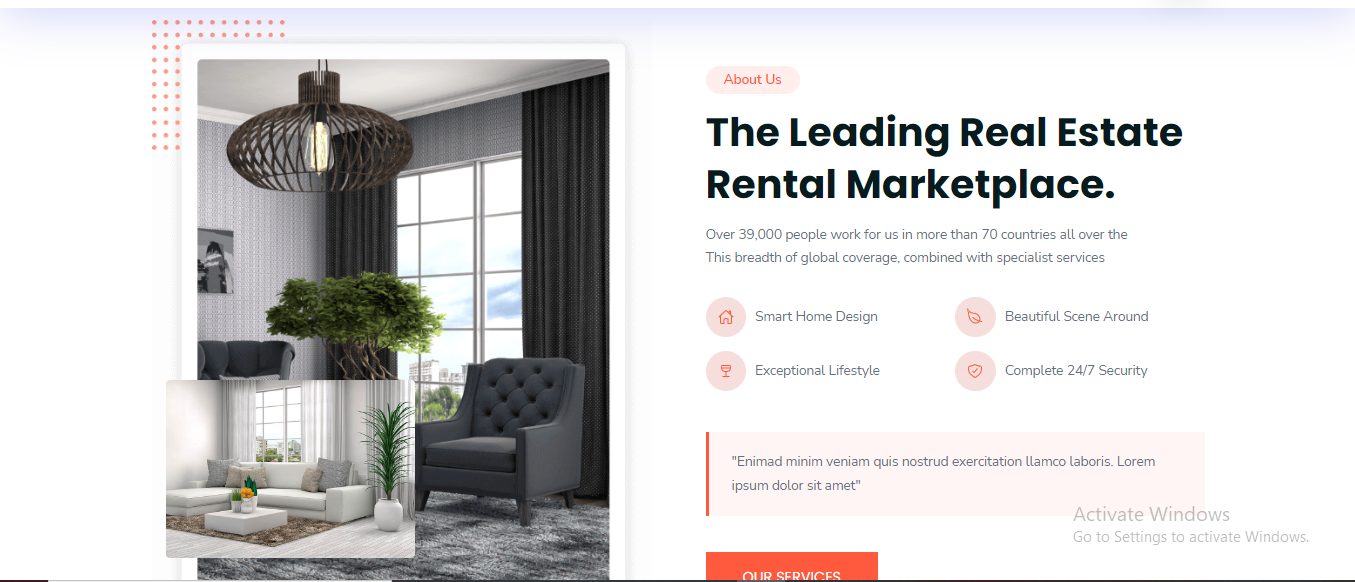 About Us
The Leading Real Estate
Rental Marketplace.
Over 39,000 people work for us in more than 70 countries all over the
This breadth of global coverage, combined with specialist services
Smart Home Design
Beautiful Scene Around
Exceptional Lifestyle
Complete 24/7 Security
"Enimad minim veniam quis nostrud exercitation llamco laboris. Lorem
ipsum dolor sit amet"
Activate Windows
Go to Settings to activate Windows.
OUR SERVICES